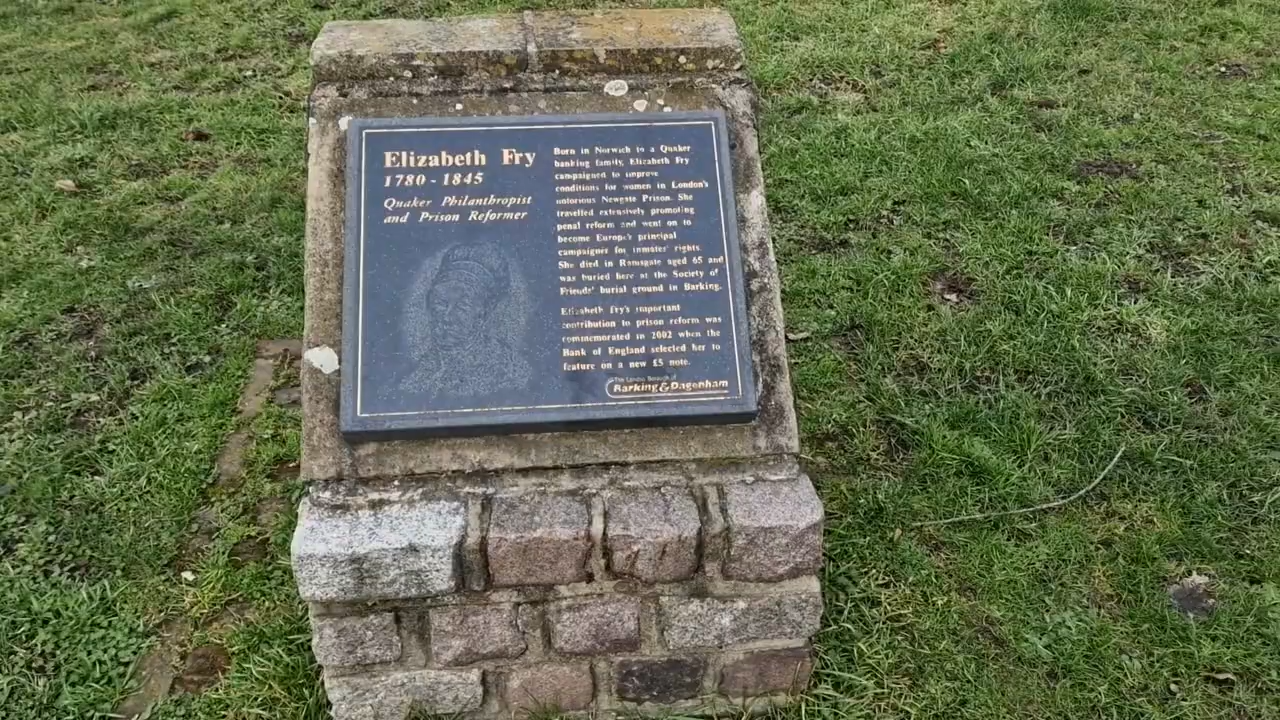 Elizabeth Fry
1780 - 1845
Quaker Philanthropist
and Prison Reformer
Born in Norwich to a Quaker
banking family, Elizabeth Fry
campaigned to improve
conditions for women in London's
notorious Newgate Prison. She
travelled extensively promoting
penal reform and went on to
become Europe's principal
campaigner for inmates' rights.
She died in Ramsgate aged 65 and
was buried here at the Society of
Friends' burial ground in Barking.
Elizabeth Fry's important
contribution to prison reform was
commemorated in 2002 when the
Bank of England selected her to
feature on a new £5 note.
The London Borough of
Barking & Dagenham